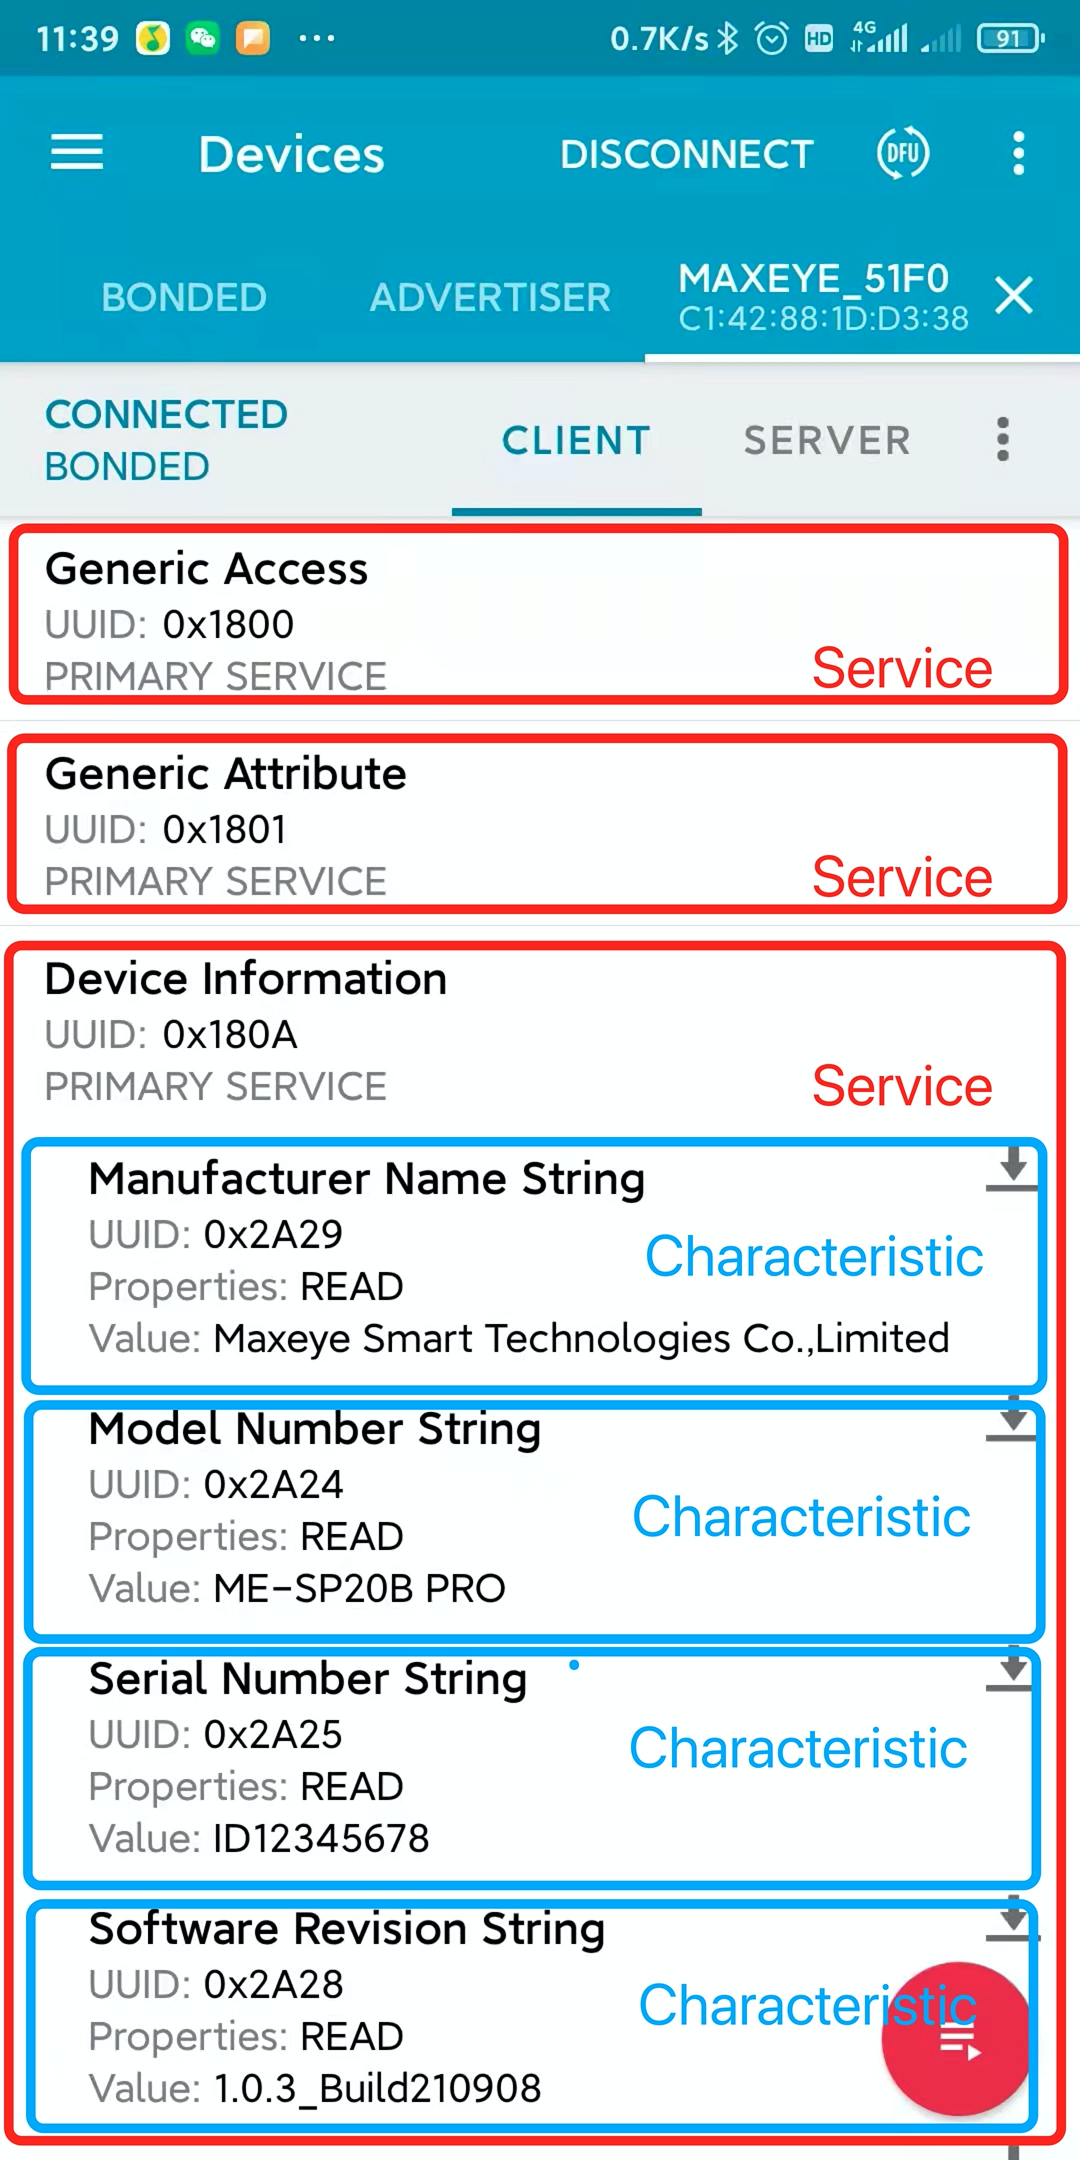 11:39 ... 0.7K/s HD 4G 91
Devices DISCONNECT DFU
BONDED ADVERTISER MAXEYE_51F0
C1:42:88:1D:D3:38
CONNECTED
BONDED
CLIENT SERVER
Generic Access
UUID: 0x1800
PRIMARY SERVICE
Service
Generic Attribute
UUID: 0x1801
PRIMARY SERVICE
Service
Device Information
UUID: 0x180A
PRIMARY SERVICE
Service
Manufacturer Name String
UUID: 0x2A29
Characteristic
Properties: READ
Value: Maxeye Smart Technologies Co.,Limited
Model Number String
UUID: 0x2A24
Characteristic
Properties: READ
Value: ME-SP20B PRO
Serial Number String
UUID: 0x2A25
Characteristic
Properties: READ
Value: ID12345678
Software Revision String
UUID: 0x2A28
Characteristic
Properties: READ
Value: 1.0.3_Build210908